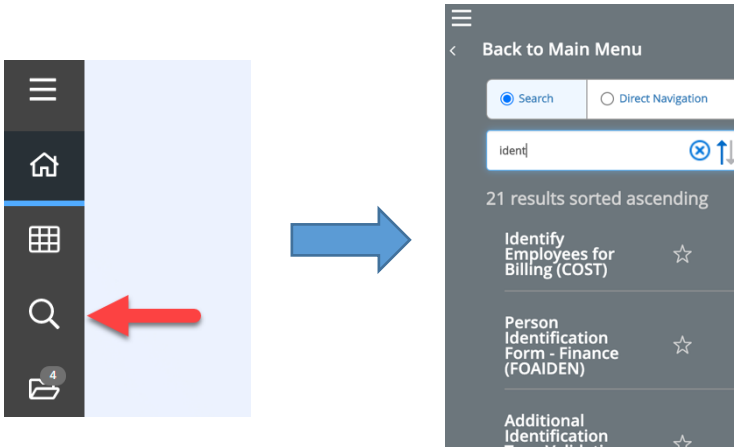 4
Back to Main Menu
Search
Direct Navigation
ident
21 results sorted ascending
Identify
Employees for
Billing (COST)
Person
Identification
Form - Finance
(FOAIDEN)
Additional
Identification